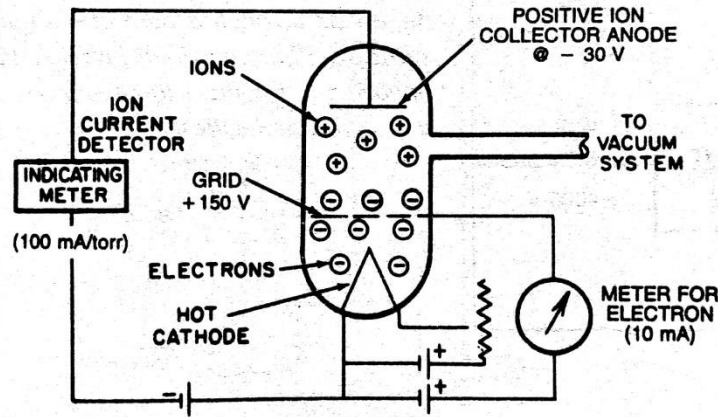 POSITIVE ION
COLLECTOR ANODE
@ – 30 V
IONS
ION
CURRENT
DETECTOR
INDICATING
METER
(100 mA/torr)
TO
VACUUM
SYSTEM
GRID
+150 V
ELECTRONS
HOT
CATHODE
METER FOR
ELECTRON
(10 mA)
+
–
+